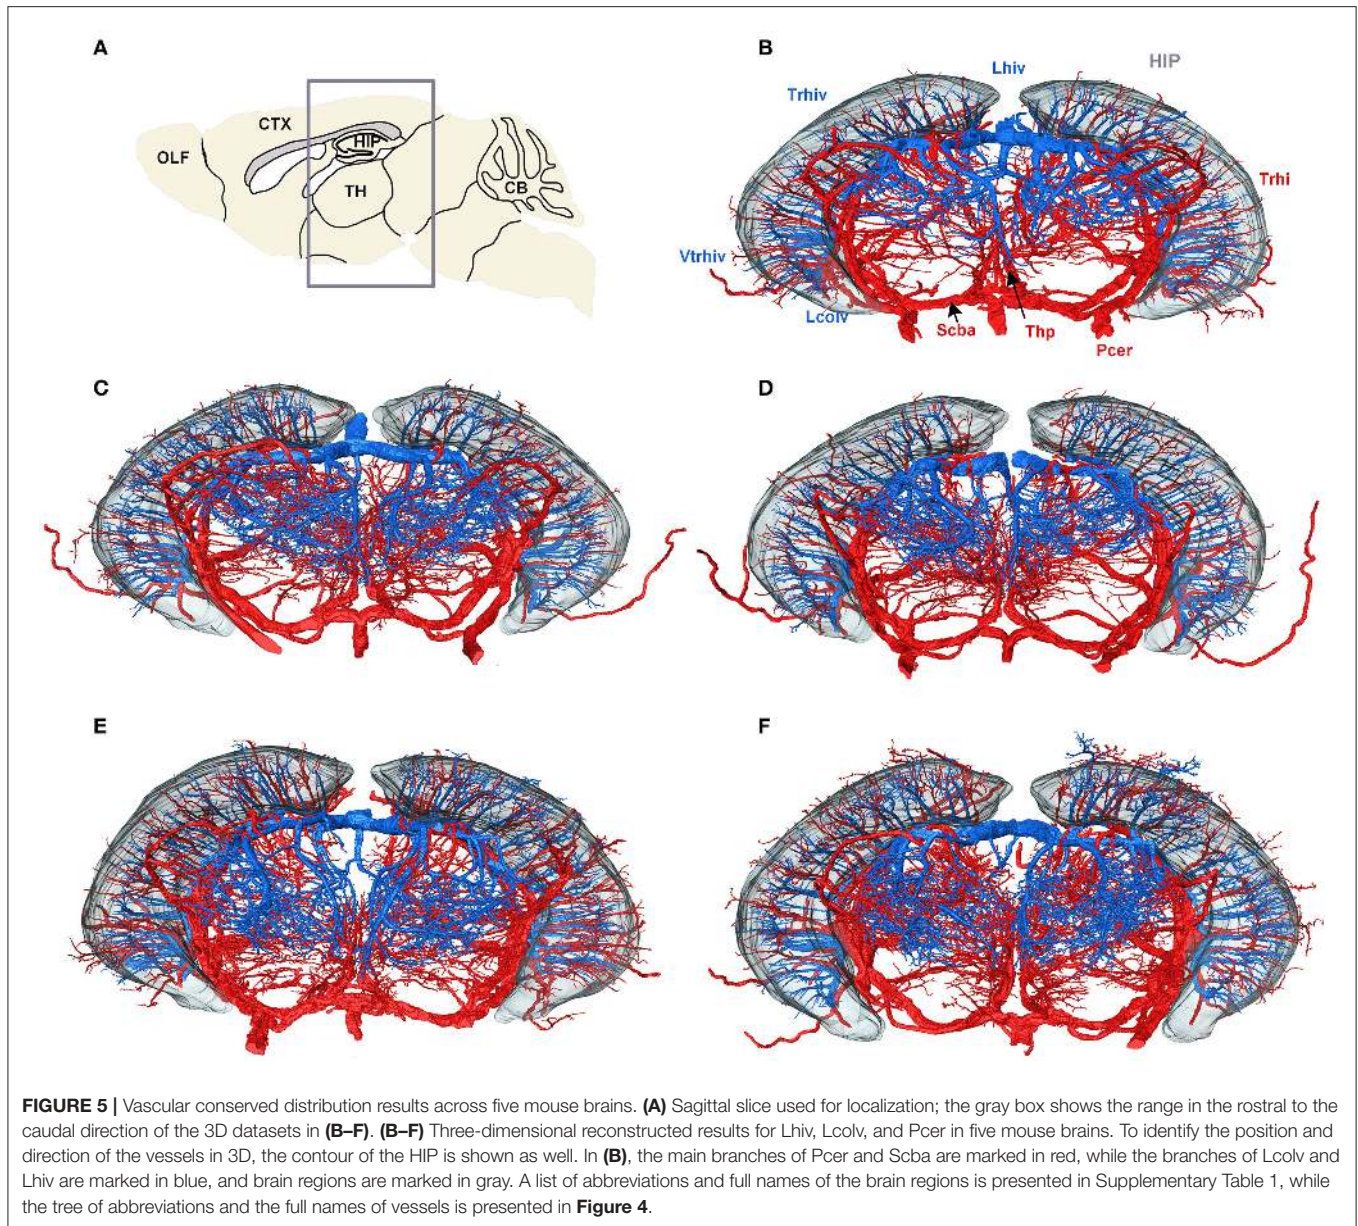 A
CTX
OLF
HIP
TH
CB
B
HIP
Lhiv
Trhiv
Trhi
Vtrhiv
Lcolv
Scba
Thp
Pcer
C
D
E
F
FIGURE 5 | Vascular conserved distribution results across five mouse brains. (A) Sagittal slice used for localization; the gray box shows the range in the rostral to the
caudal direction of the 3D datasets in (B–F). (B–F) Three-dimensional reconstructed results for Lhiv, Lcolv, and Pcer in five mouse brains. To identify the position and
direction of the vessels in 3D, the contour of the HIP is shown as well. In (B), the main branches of Pcer and Scba are marked in red, while the branches of Lcolv and
Lhiv are marked in blue, and brain regions are marked in gray. A list of abbreviations and full names of the brain regions is presented in Supplementary Table 1, while
the tree of abbreviations and the full names of vessels is presented in Figure 4.